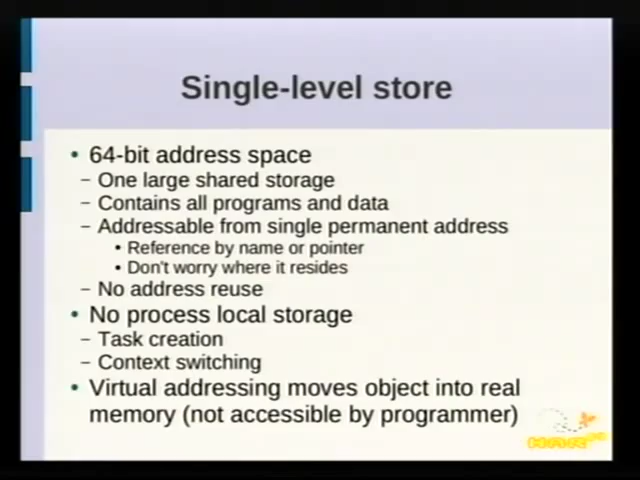 Single-level store
• 64-bit address space
– One large shared storage
– Contains all programs and data
– Addressable from single permanent address
• Reference by name or pointer
• Don't worry where it resides
– No address reuse
• No process local storage
– Task creation
– Context switching
• Virtual addressing moves object into real
memory (not accessible by programmer)